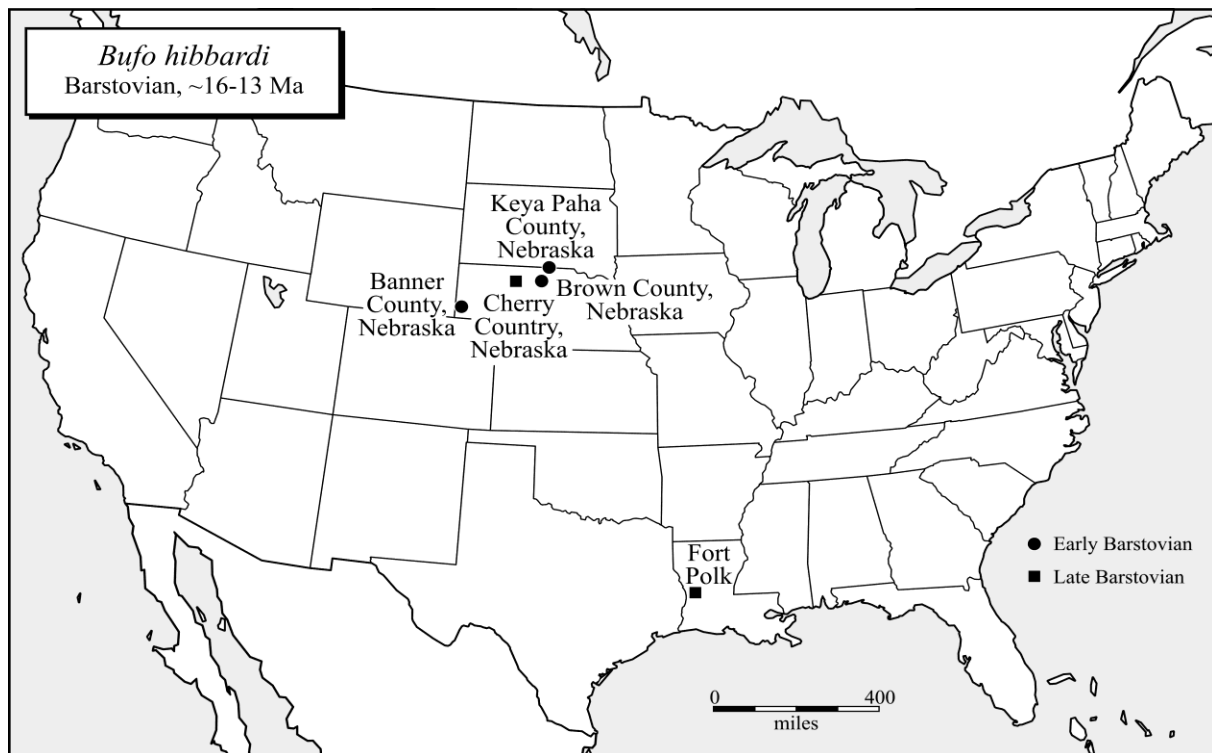 Bufo hibbardi
Barstovian, ~16-13 Ma
Keya Paha
County,
Nebraska
Banner
County,
Nebraska
Cherry
Country,
Nebraska
Brown County,
Nebraska
Fort
Polk
Early Barstovian
Late Barstovian
0 400
miles